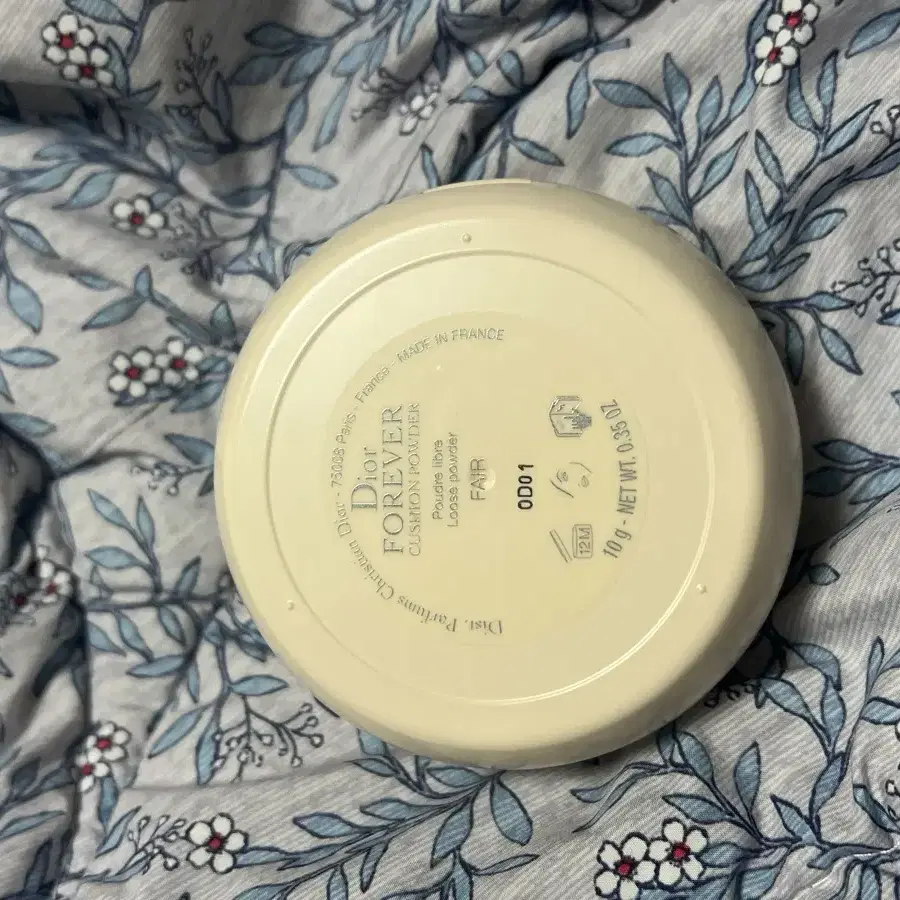 Dist. Parfums Christian Dior - 75008 Paris - France - MADE IN FRANCE
Dior
FOREVER
CUSHION POWDER
Poudre libre
Loose powder
FAIR
0D01
12M
10 g - NET WT. 0.35 OZ.